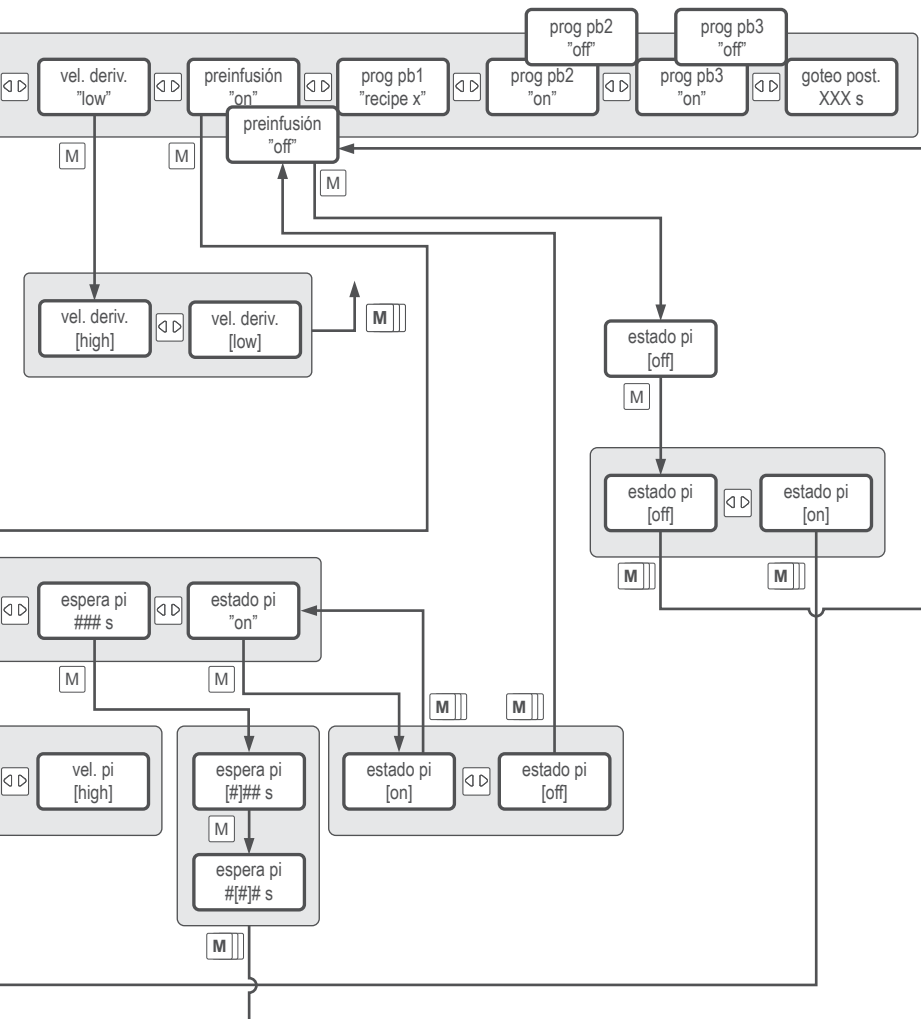 prog pb2
”off”
prog pb3
”off”
vel. deriv.
”low”
preinfusión
”on”
prog pb1
”recipe x”
prog pb2
”on”
prog pb3
”on”
goteo post.
XXX s
preinfusión
”off”
M
M
M
vel. deriv.
[high]
vel. deriv.
[low]
M
estado pi
[off]
M
estado pi
[off]
estado pi
[on]
M
M
espera pi
### s
estado pi
”on”
M
M
M
M
vel. pi
[high]
espera pi
[#]## s
estado pi
[on]
estado pi
[off]
M
espera pi
#[#]# s
M